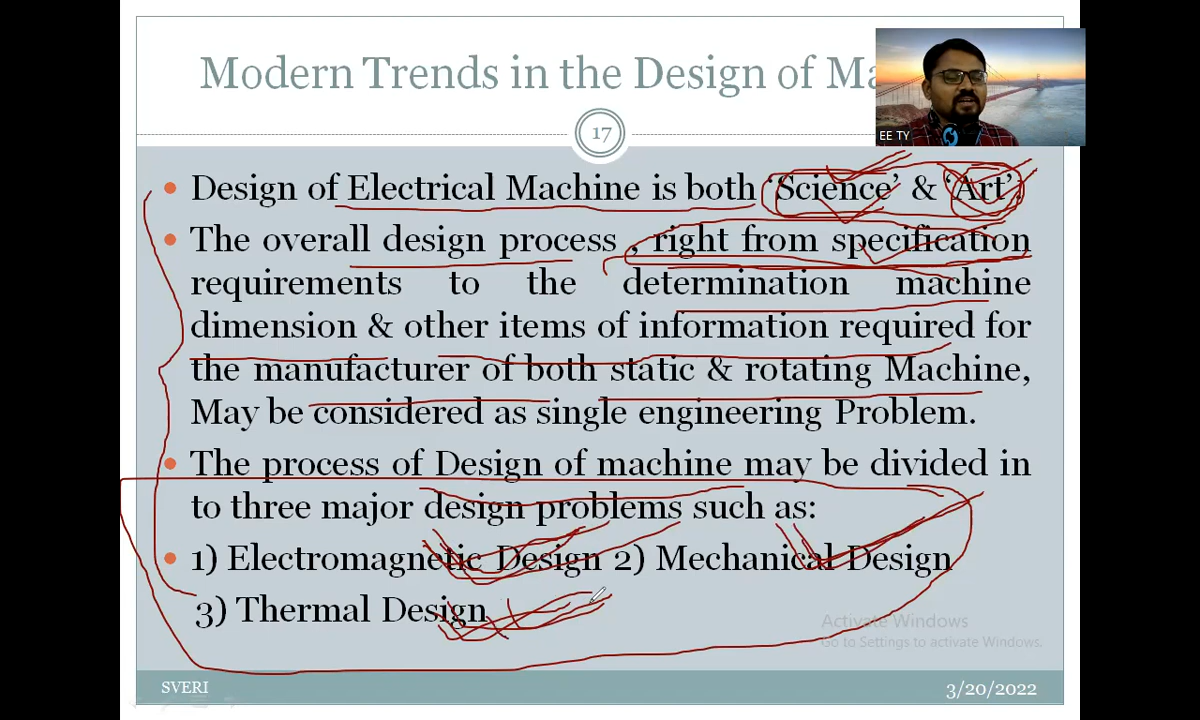 Modern Trends in the Design of Ma
EE TY
17
Design of Electrical Machine is both 'Science' & 'Art';
The overall design process , right from specification
requirements to the determination machine
dimension & other items of information required for
the manufacturer of both static & rotating Machine,
May be considered as single engineering Problem.
The process of Design of machine may be divided in
to three major design problems such as:
1) Electromagnetic Design 2) Mechanical Design
3) Thermal Design
Activate Windows
Go to Settings to activate Windows.
SVERI
3/20/2022